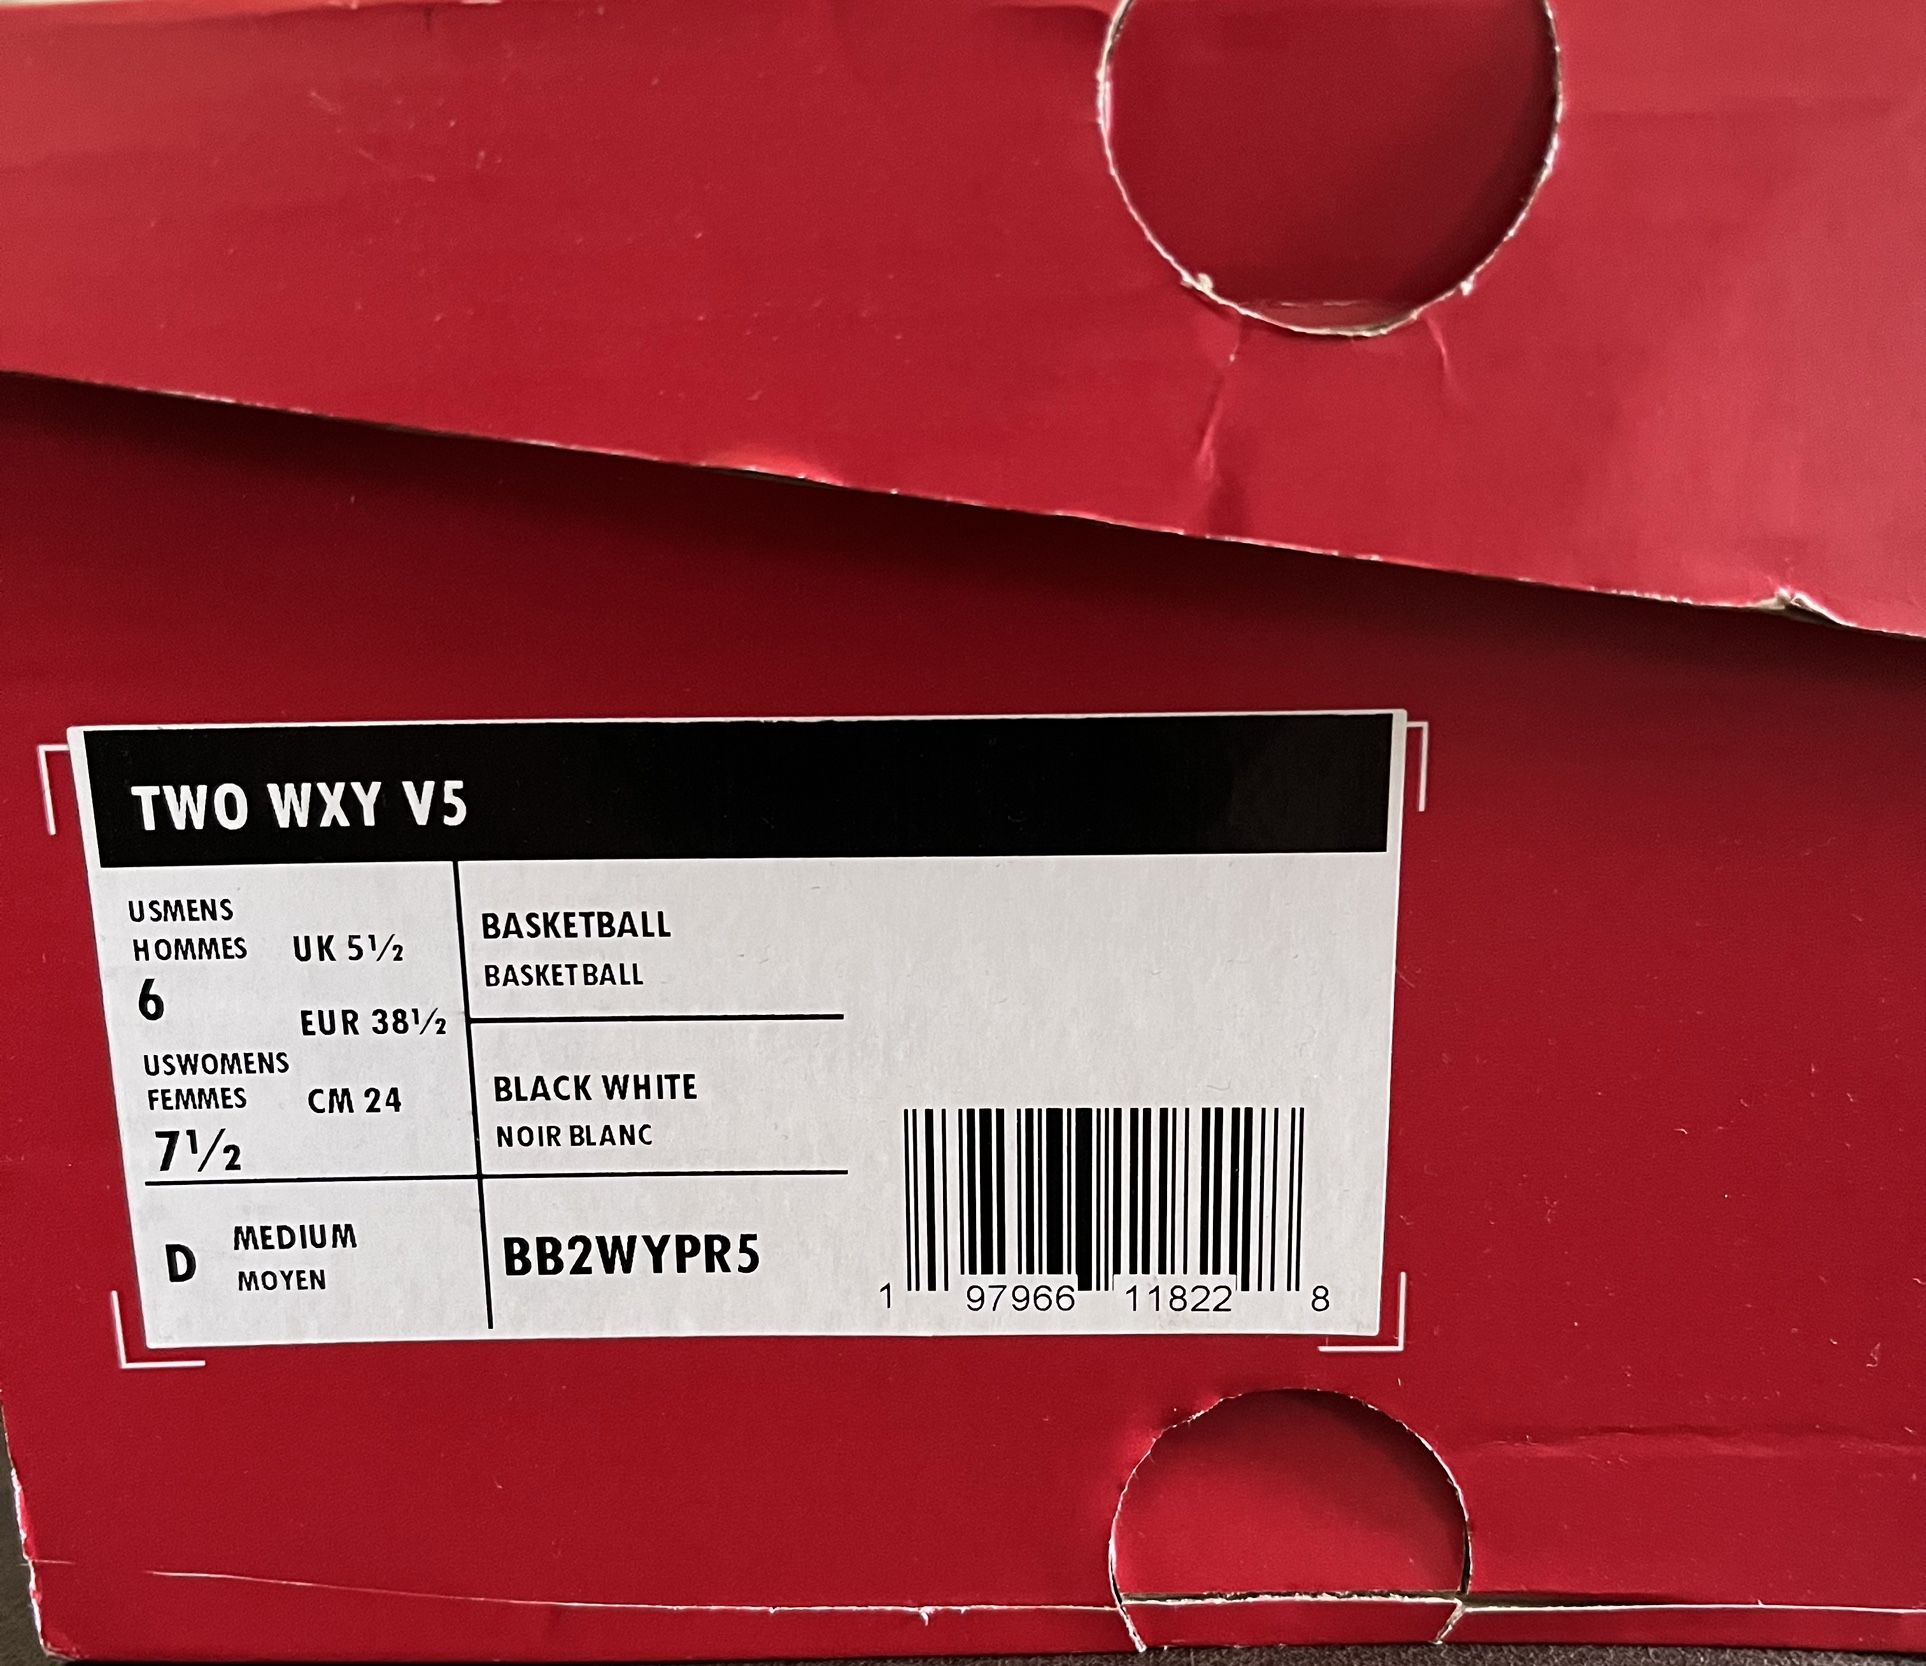 TWO WXY V5
USMENS
HOMMES
6
UK 5½
EUR 38½
USWOMENS
FEMMES
7½
CM 24
D
MEDIUM
MOYEN
BASKETBALL
BASKETBALL
BLACK WHITE
NOIR BLANC
BB2WYPR5
1 97966 11822 8